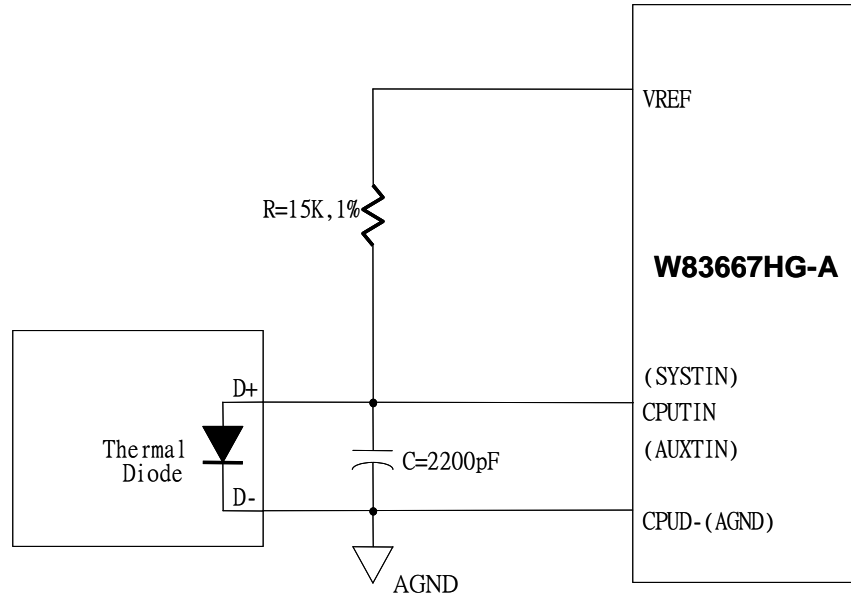 VREF
R=15K,1%
W83667HG-A
(SYSTIN)
D+
CPUTIN
Thermal
Diode
(AUXTIN)
C=2200pF
D-
CPUD-(AGND)
AGND